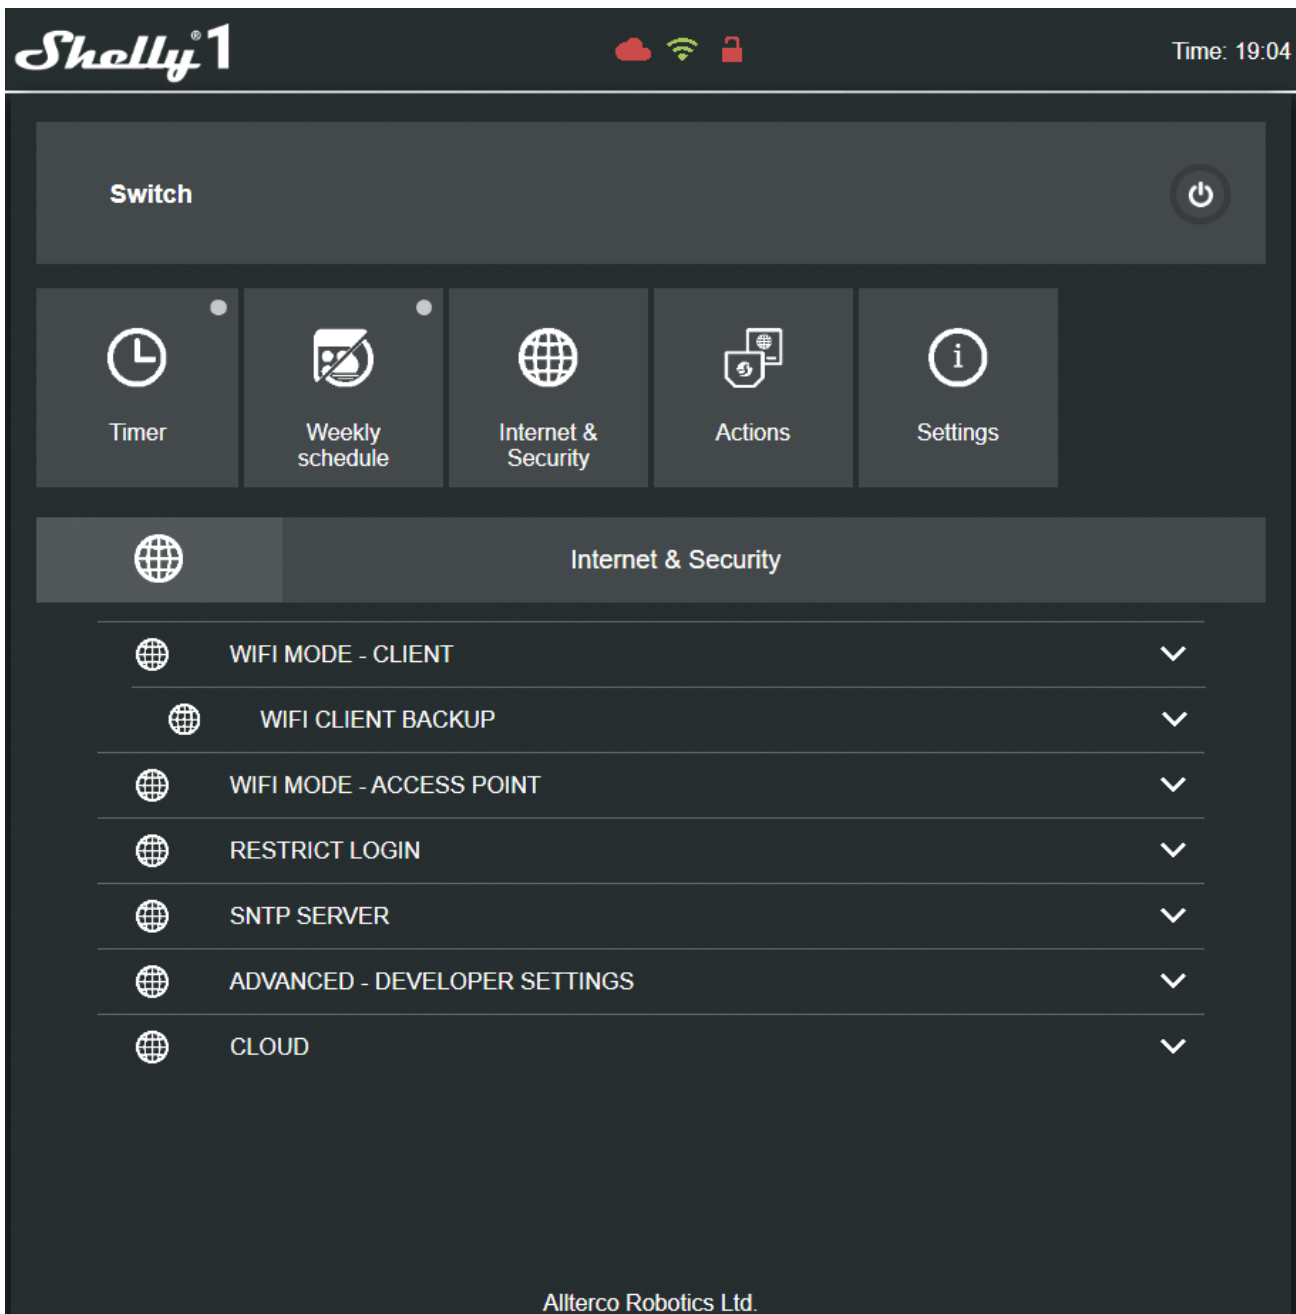 Shelly®1
Time: 19:04
Switch
Timer
Weekly
schedule
Internet &
Security
Actions
Settings
Internet & Security
WIFI MODE - CLIENT
WIFI CLIENT BACKUP
WIFI MODE - ACCESS POINT
RESTRICT LOGIN
SNTP SERVER
ADVANCED - DEVELOPER SETTINGS
CLOUD
Allterco Robotics Ltd.